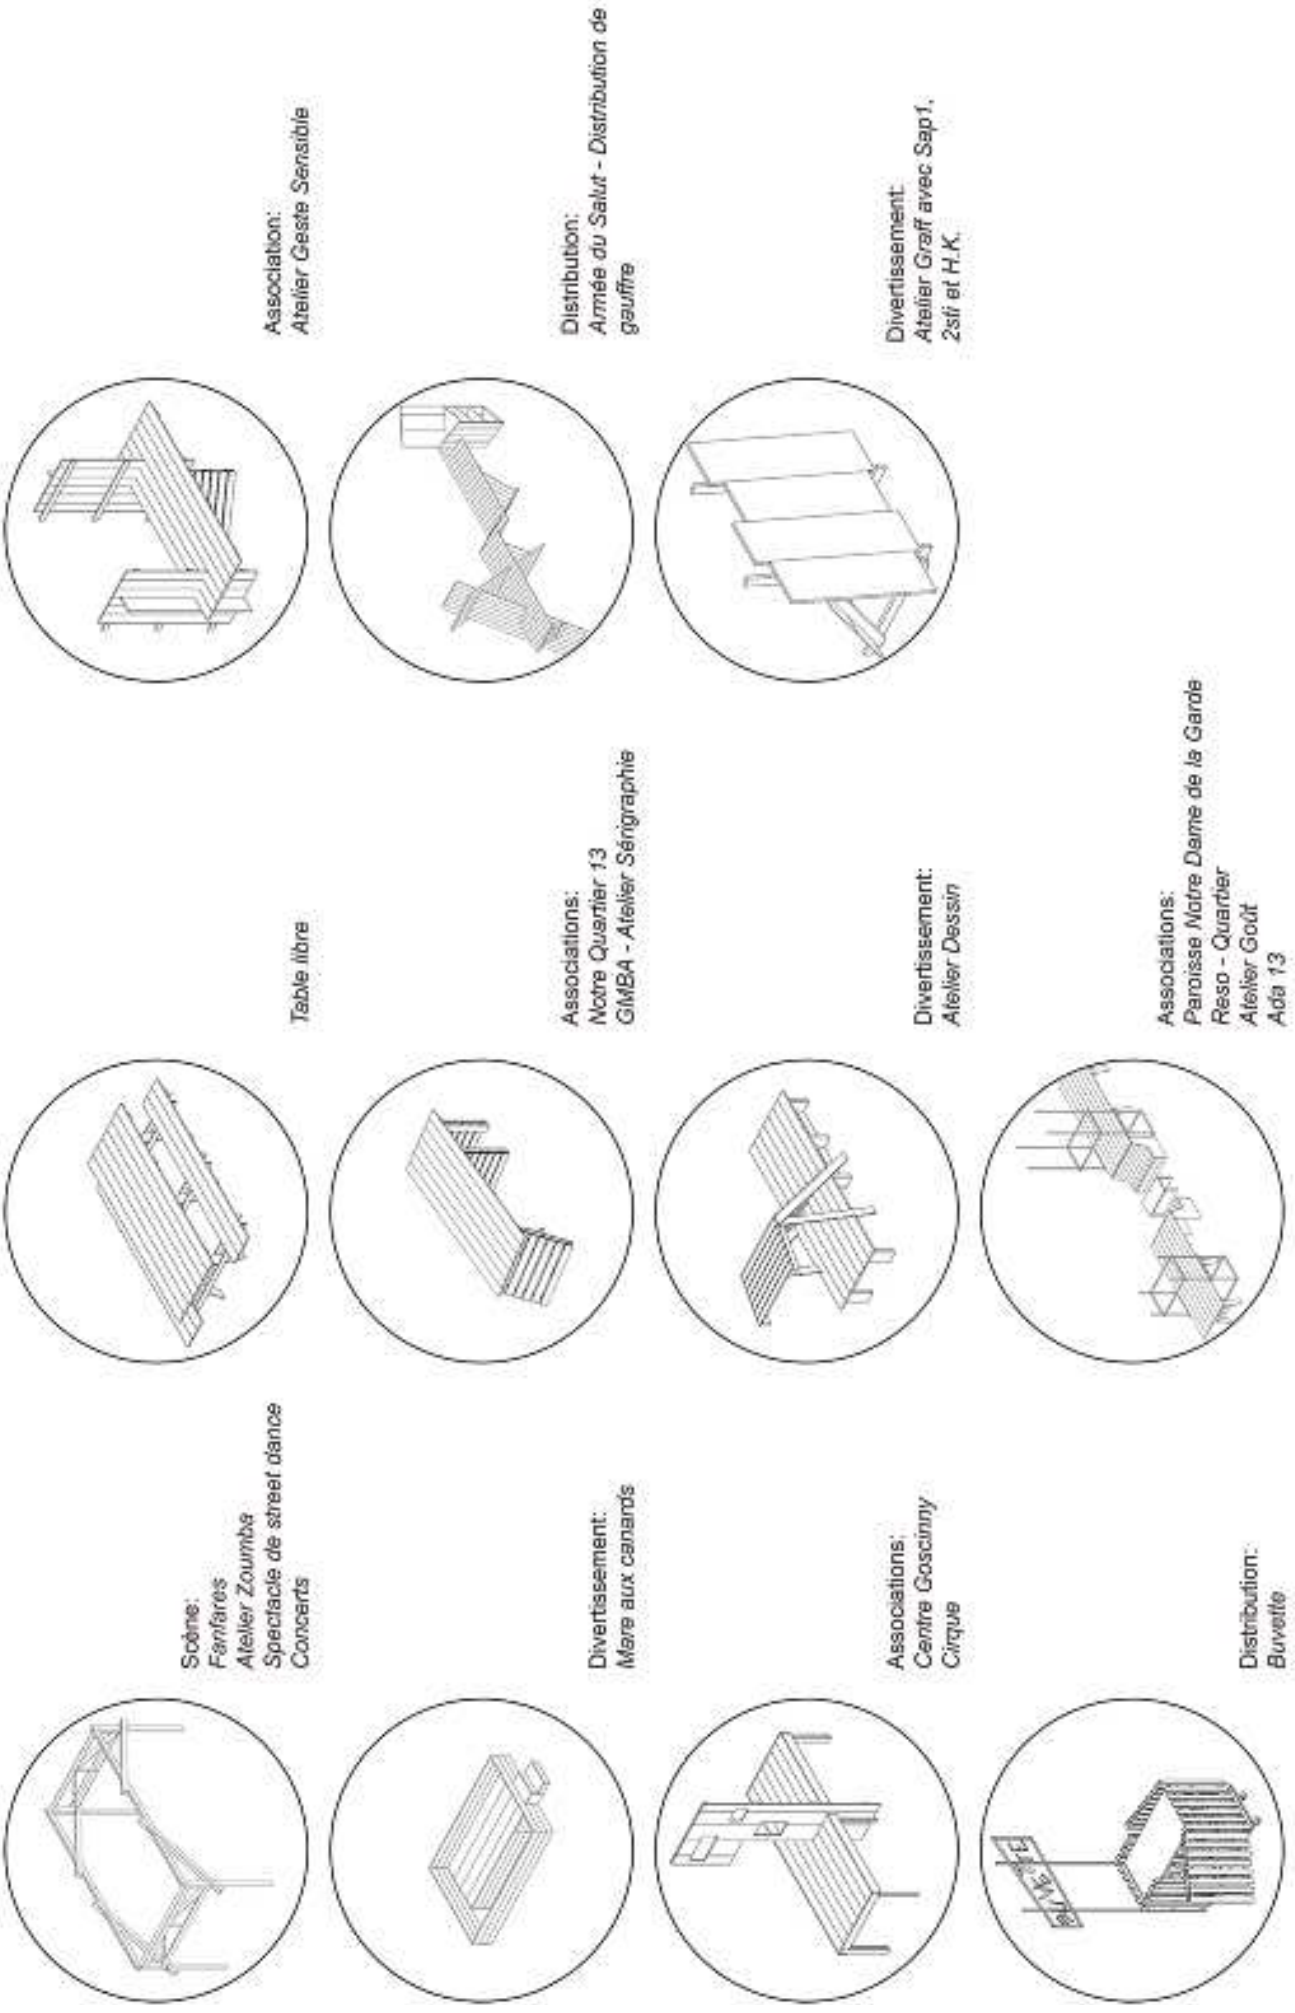 Scène:
Fanfares
Atelier Zoumba
Spectacle de street dance
Concerts
Divertissement:
Mare aux canards
Associations:
Centre Goscinny
Cirque
BUVETTE
Distribution:
Buvette
Table libre
Associations:
Notre Quartier 13
GMBA - Atelier Sérigraphie
Divertissement:
Atelier Dessin
Associations:
Paroisse Notre Dame de la Garde
Reso - Quartier
Atelier Goût
Ada 13
Association:
Atelier Geste Sensible
Distribution:
Armée du Salut - Distribution de
gauffre
Divertissement:
Atelier Graff avec Sap1,
2sli et H.K.